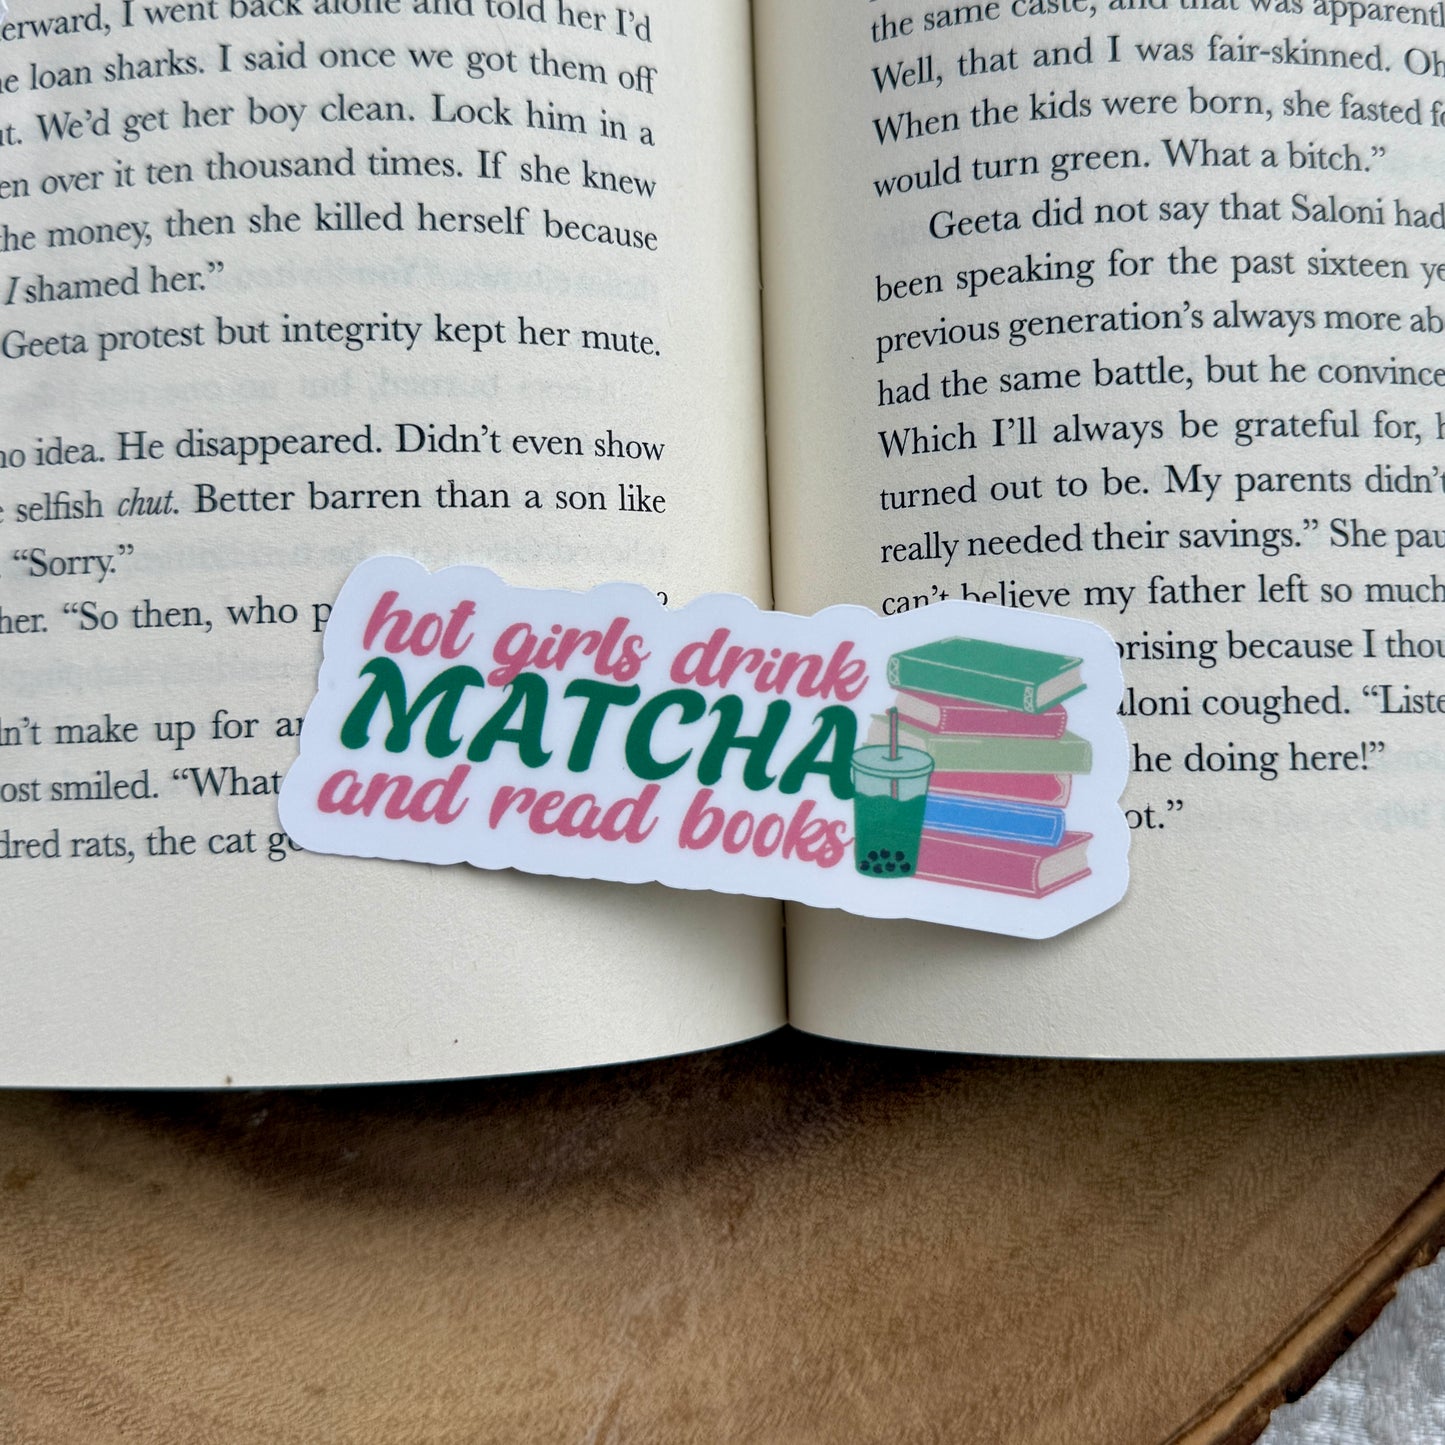 erward, I went back alone and told her I'd
e loan sharks. I said once we got them off
t. We'd get her boy clean. Lock him in a
en over it ten thousand times. If she knew
the money, then she killed herself because
I shamed her."
Geeta protest but integrity kept her mute.
no idea. He disappeared. Didn't even show
selfish chut. Better barren than a son like
"Sorry."
her. "So then, who p
n't make up for ar
ost smiled. "What
dred rats, the cat go
the same caste, and that was apparentl
Well, that and I was fair-skinned. Oh
When the kids were born, she fasted fo
would turn green. What a bitch."
Geeta did not say that Saloni had
been speaking for the past sixteen ye
previous generation's always more ab
had the same battle, but he convince
Which I'll always be grateful for, h
turned out to be. My parents didn't
really needed their savings." She pau
can't believe my father left so much
rising because I thou
aloni coughed. "Liste
he doing here!"
ot."
hot girls drink
MATCHA
and read books